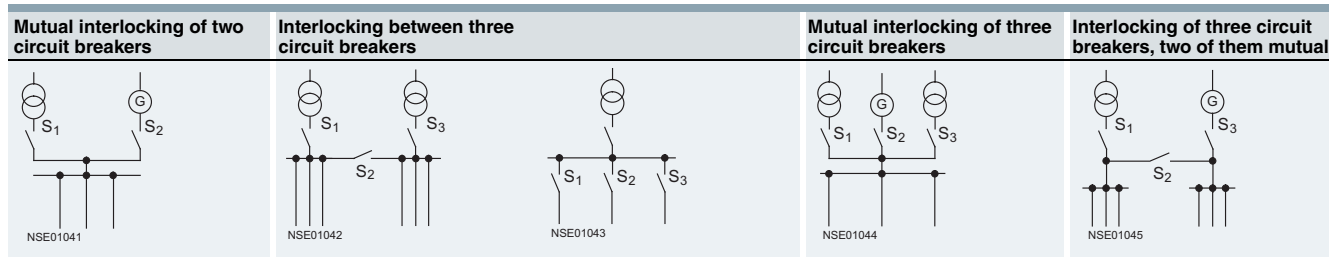 Mutual interlocking of two
circuit breakers
Interlocking between three
circuit breakers
Mutual interlocking of three
circuit breakers
Interlocking of three circuit
breakers, two of them mutual
G
S1
S2
NSE01041
S1
S3
S2
NSE01042
S1
S2
S3
NSE01043
G
S1
S2
S3
NSE01044
G
S1
S3
S2
NSE01045